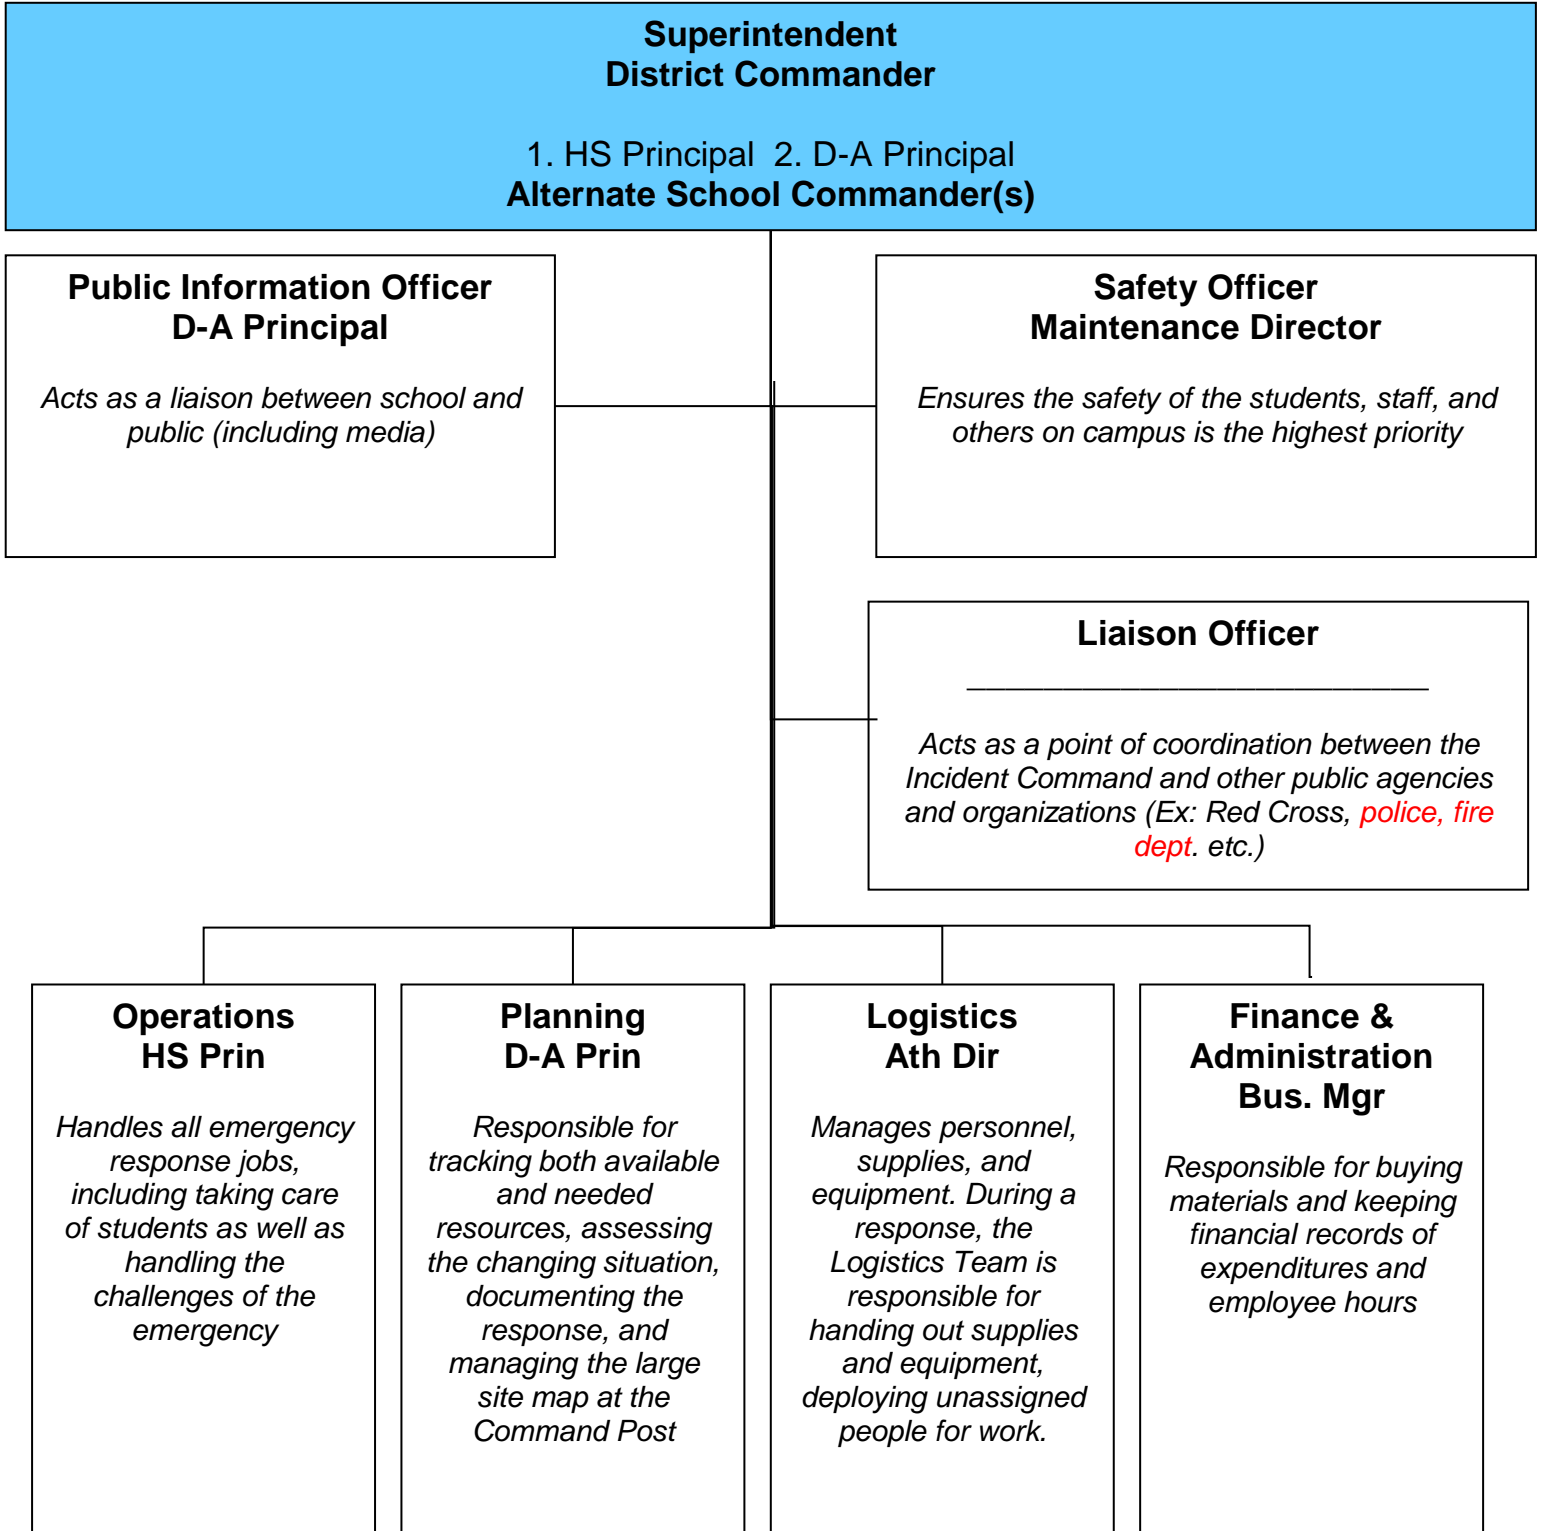 Superintendent
District Commander
1. HS Principal  2. D-A Principal
Alternate School Commander(s)
Public Information Officer
D-A Principal
Acts as a liaison between school and
public (including media)
Safety Officer
Maintenance Director
Ensures the safety of the students, staff, and
others on campus is the highest priority
Liaison Officer
_________________________
Acts as a point of coordination between the
Incident Command and other public agencies
and organizations (Ex: Red Cross, police, fire
dept. etc.)
Operations
HS Prin
Handles all emergency
response jobs,
including taking care
of students as well as
handling the
challenges of the
emergency
Planning
D-A Prin
Responsible for
tracking both available
and needed
resources, assessing
the changing situation,
documenting the
response, and
managing the large
site map at the
Command Post
Logistics
Ath Dir
Manages personnel,
supplies, and
equipment. During a
response, the
Logistics Team is
responsible for
handing out supplies
and equipment,
deploying unassigned
people for work.
Finance &
Administration
Bus. Mgr
Responsible for buying
materials and keeping
financial records of
expenditures and
employee hours